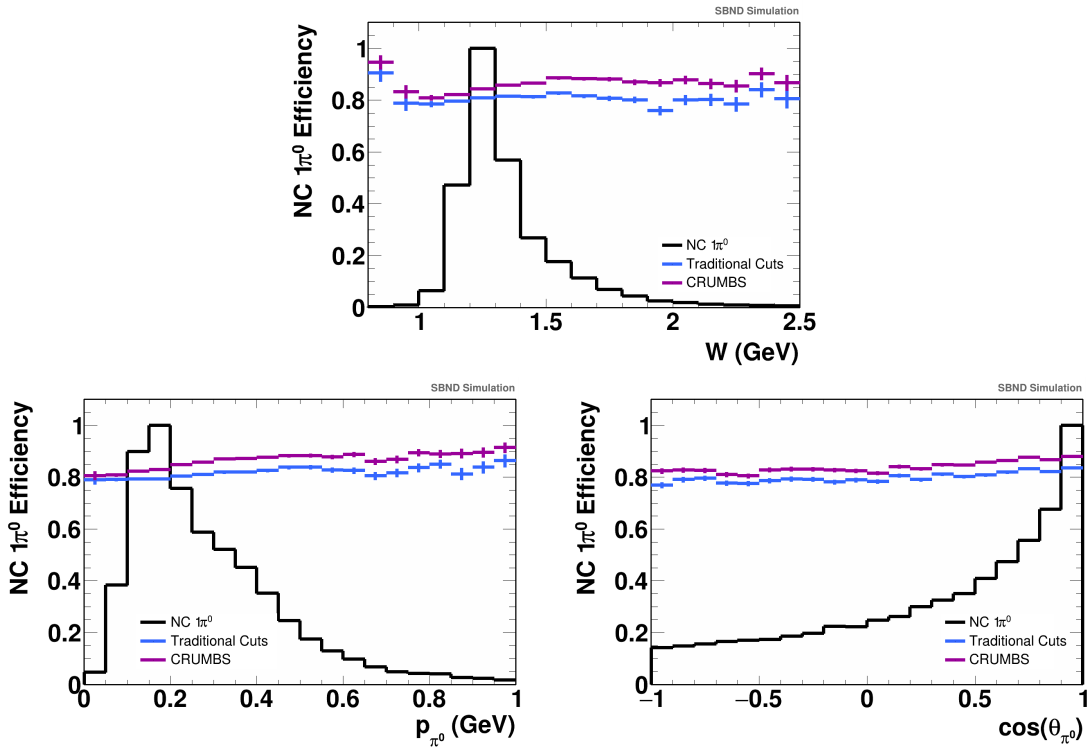 SBND Simulation
NC 1π⁰ Efficiency
1
0.8
0.6
0.4
0.2
0
NC 1π⁰
Traditional Cuts
CRUMBS
1 1.5 2 2.5
W (GeV)
SBND Simulation
NC 1π⁰ Efficiency
1
0.8
0.6
0.4
0.2
0
NC 1π⁰
Traditional Cuts
CRUMBS
0 0.2 0.4 0.6 0.8 1
p_π⁰ (GeV)
SBND Simulation
NC 1π⁰ Efficiency
1
0.8
0.6
0.4
0.2
0
NC 1π⁰
Traditional Cuts
CRUMBS
−1 −0.5 0 0.5 1
cos(θ_π⁰)